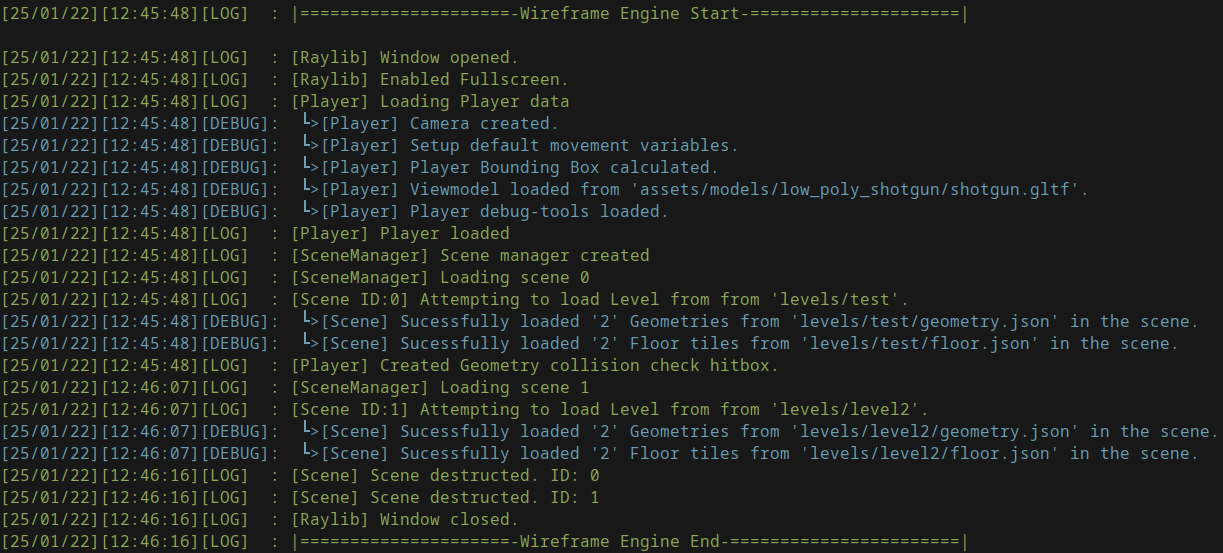 [25/01/22][12:45:48][LOG]  : |=====================-Wireframe Engine Start-=====================|
[25/01/22][12:45:48][LOG]  : [Raylib] Window opened.
[25/01/22][12:45:48][LOG]  : [Raylib] Enabled Fullscreen.
[25/01/22][12:45:48][LOG]  : [Player] Loading Player data
[25/01/22][12:45:48][DEBUG]:  ┗>[Player] Camera created.
[25/01/22][12:45:48][DEBUG]:  ┗>[Player] Setup default movement variables.
[25/01/22][12:45:48][DEBUG]:  ┗>[Player] Player Bounding Box calculated.
[25/01/22][12:45:48][DEBUG]:  ┗>[Player] Viewmodel loaded from 'assets/models/low_poly_shotgun/shotgun.gltf'.
[25/01/22][12:45:48][DEBUG]:  ┗>[Player] Player debug-tools loaded.
[25/01/22][12:45:48][LOG]  : [Player] Player loaded
[25/01/22][12:45:48][LOG]  : [SceneManager] Scene manager created
[25/01/22][12:45:48][LOG]  : [SceneManager] Loading scene 0
[25/01/22][12:45:48][LOG]  : [Scene ID:0] Attempting to load Level from from 'levels/test'.
[25/01/22][12:45:48][DEBUG]:  ┗>[Scene] Sucessfully loaded '2' Geometries from 'levels/test/geometry.json' in the scene.
[25/01/22][12:45:48][DEBUG]:  ┗>[Scene] Sucessfully loaded '2' Floor tiles from 'levels/test/floor.json' in the scene.
[25/01/22][12:45:48][LOG]  : [Player] Created Geometry collision check hitbox.
[25/01/22][12:46:07][LOG]  : [SceneManager] Loading scene 1
[25/01/22][12:46:07][LOG]  : [Scene ID:1] Attempting to load Level from from 'levels/level2'.
[25/01/22][12:46:07][DEBUG]:  ┗>[Scene] Sucessfully loaded '2' Geometries from 'levels/level2/geometry.json' in the scene.
[25/01/22][12:46:07][DEBUG]:  ┗>[Scene] Sucessfully loaded '2' Floor tiles from 'levels/level2/floor.json' in the scene.
[25/01/22][12:46:16][LOG]  : [Scene] Scene destructed. ID: 0
[25/01/22][12:46:16][LOG]  : [Scene] Scene destructed. ID: 1
[25/01/22][12:46:16][LOG]  : [Raylib] Window closed.
[25/01/22][12:46:16][LOG]  : |=====================-Wireframe Engine End-=======================|